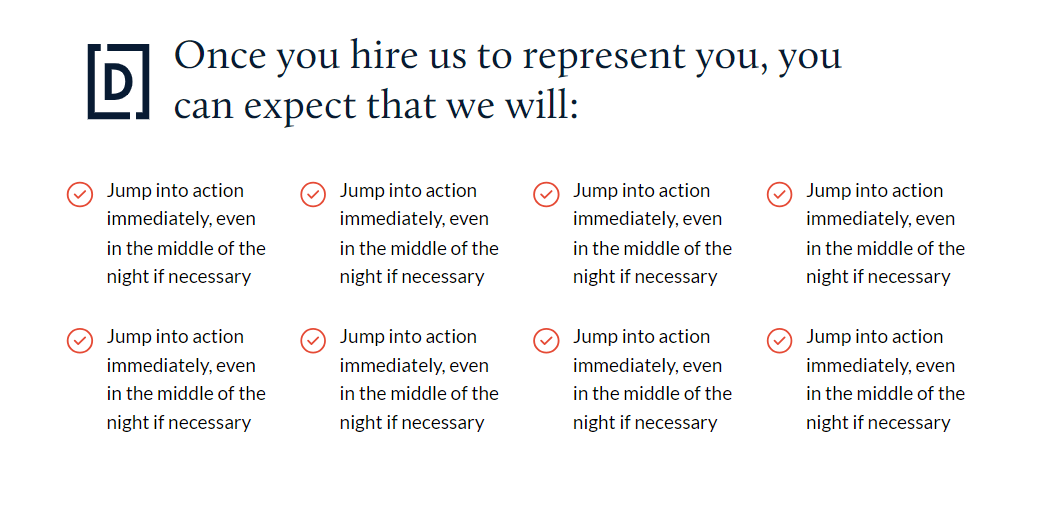 D
Once you hire us to represent you, you
can expect that we will:
Jump into action
immediately, even
in the middle of the
night if necessary
Jump into action
immediately, even
in the middle of the
night if necessary
Jump into action
immediately, even
in the middle of the
night if necessary
Jump into action
immediately, even
in the middle of the
night if necessary
Jump into action
immediately, even
in the middle of the
night if necessary
Jump into action
immediately, even
in the middle of the
night if necessary
Jump into action
immediately, even
in the middle of the
night if necessary
Jump into action
immediately, even
in the middle of the
night if necessary